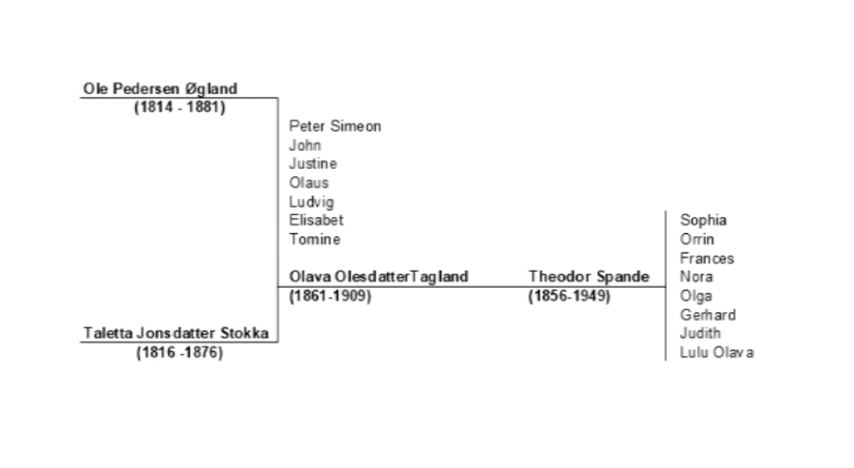 Ole Pedersen Øgland
(1814 - 1881)
Peter Simeon
John
Justine
Olaus
Ludvig
Elisabet
Tomine
Olava OlesdatterTagland
(1861-1909)
Theodor Spande
(1856-1949)
Taletta Jonsdatter Stokka
(1816 -1876)
Sophia
Orrin
Frances
Nora
Olga
Gerhard
Judith
Lulu Olava